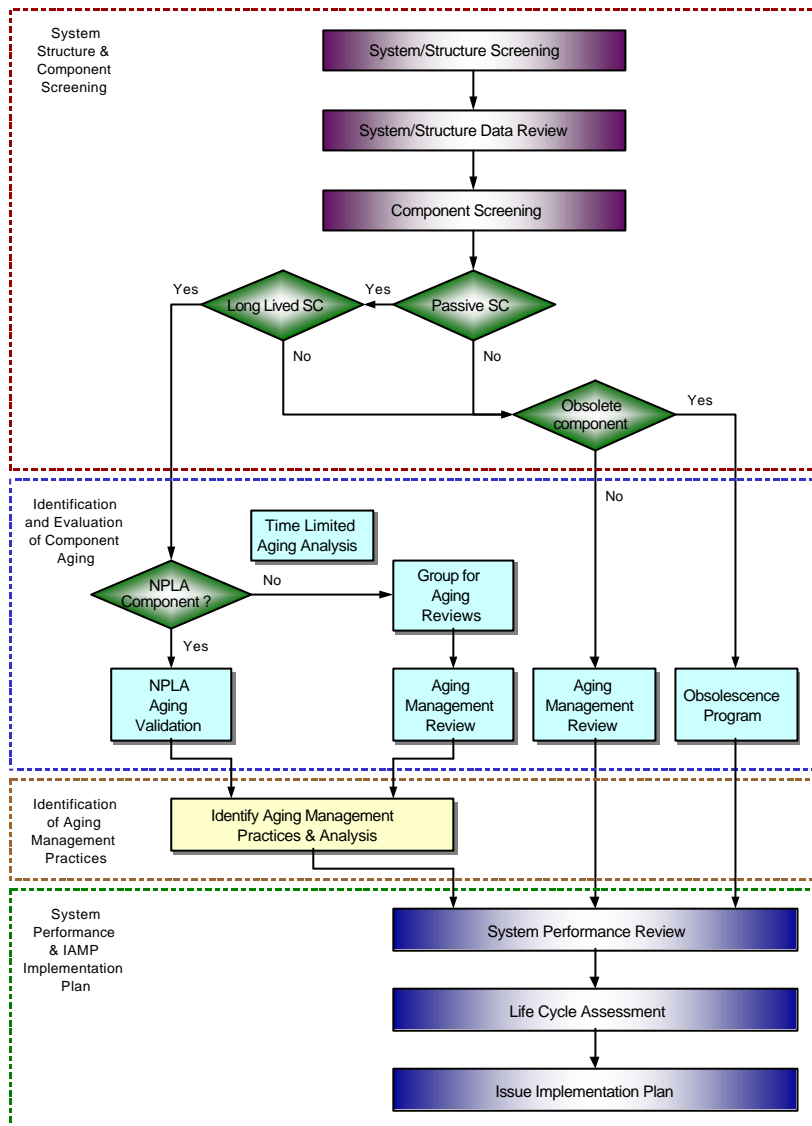 System
Structure &
Component
Screening
System/Structure Screening
System/Structure Data Review
Component Screening
Yes
Long Lived SC
Yes
Passive SC
No
No
Obsolete
component
Yes
Identification
and Evaluation
of Component
Aging
No
Time Limited
Aging Analysis
NPLA
Component ?
No
Group for
Aging
Reviews
Yes
NPLA
Aging
Validation
Aging
Management
Review
Aging
Management
Review
Obsolescence
Program
Identification
of Aging
Management
Practices
Identify Aging Management
Practices & Analysis
System
Performance
& IAMP
Implementation
Plan
System Performance Review
Life Cycle Assessment
Issue Implementation Plan